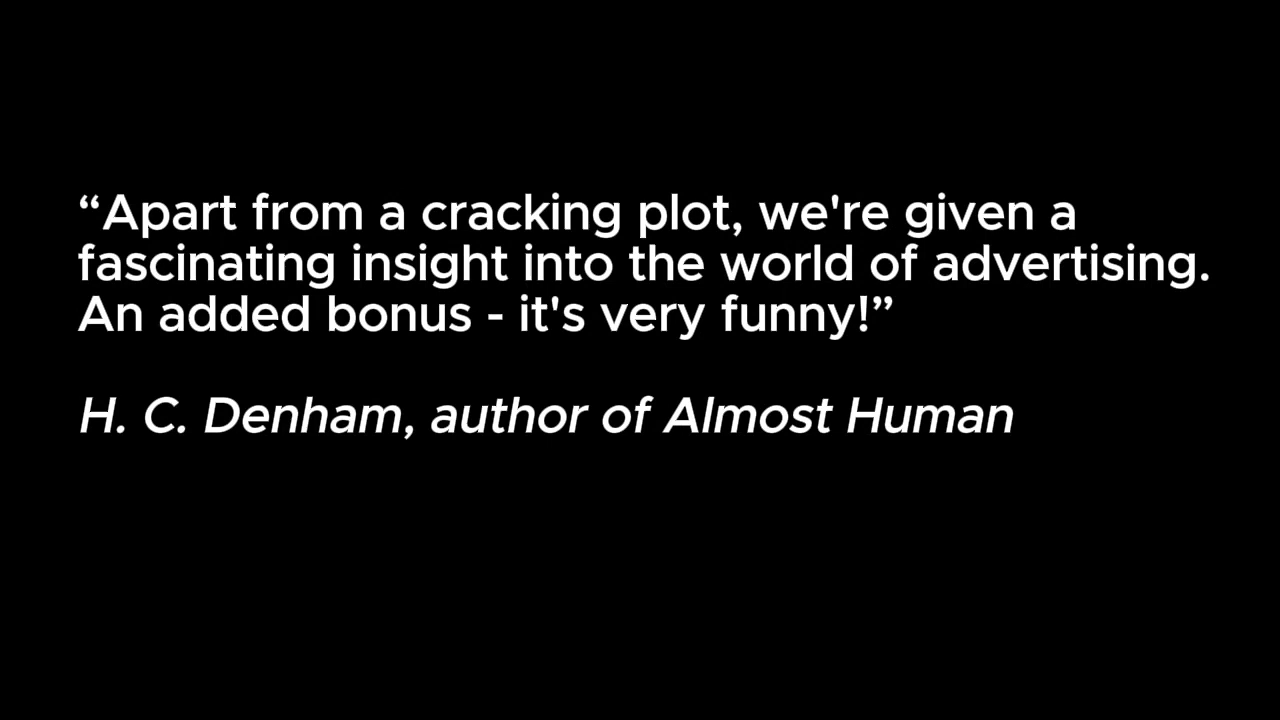 “Apart from a cracking plot, we're given a
fascinating insight into the world of advertising.
An added bonus - it's very funny!”
H. C. Denham, author of Almost Human